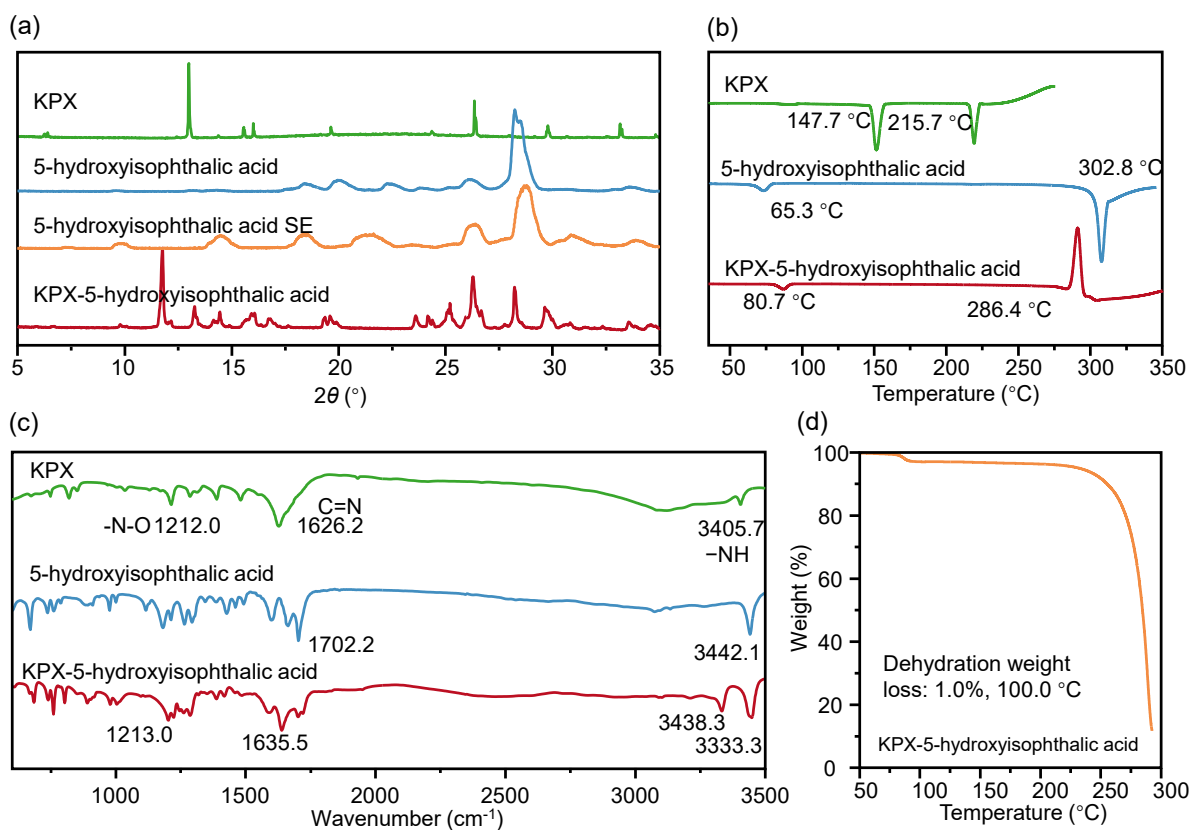 (a)
KPX
5-hydroxyisophthalic acid
5-hydroxyisophthalic acid SE
KPX-5-hydroxyisophthalic acid
5 10 15 20 25 30 35
2θ (°)
(b)
KPX
147.7 °C 215.7 °C
5-hydroxyisophthalic acid
302.8 °C
65.3 °C
KPX-5-hydroxyisophthalic acid
80.7 °C
286.4 °C
50 100 150 200 250 300 350
Temperature (°C)
(c)
KPX
C=N
-N-O 1212.0 1626.2 3405.7
−NH
5-hydroxyisophthalic acid
1702.2 3442.1
KPX-5-hydroxyisophthalic acid
1213.0 1635.5 3438.3
3333.3
1000 1500 2000 2500 3000 3500
Wavenumber (cm-1)
(d)
100
80
60
40
20
0
Weight (%)
Dehydration weight
loss: 1.0%, 100.0 °C
KPX-5-hydroxyisophthalic acid
50 100 150 200 250 300
Temperature (°C)